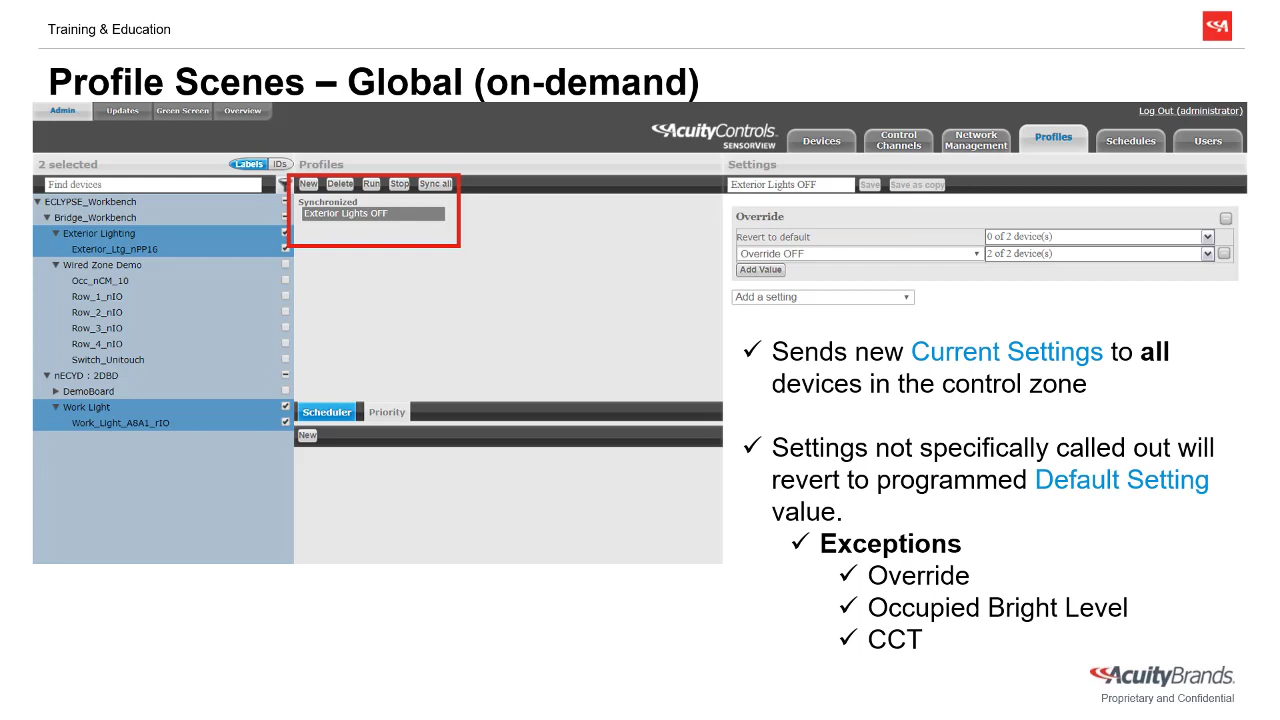 Training & Education
Profile Scenes – Global (on-demand)
Admin Updates Green Screen Overview
Log Out (administrator)
AcuityControls.
SENSORVIEW
Devices Control Channels Network Management Profiles Schedules Users
2 selected Labels IDs Profiles Settings
Find devices New Delete Run Stop Sync all Exterior Lights OFF Save Save as copy
ECLYPSE_Workbench
Synchronized
Exterior Lights OFF
Bridge_Workbench
Exterior Lighting
Exterior_Ltg_nPP16
Wired Zone Demo
Occ_nCM_10
Row_1_nIO
Row_2_nIO
Row_3_nIO
Row_4_nIO
Switch_Unitouch
nECYD : 2DBD
DemoBoard
Work Light
Work_Light_A8A1_rIO
Scheduler Priority
New
Override
Revert to default 0 of 2 device(s)
Override OFF 2 of 2 device(s)
Add Value
Add a setting
✓ Sends new Current Settings to all
devices in the control zone
✓ Settings not specifically called out will
revert to programmed Default Setting
value.
✓ Exceptions
✓ Override
✓ Occupied Bright Level
✓ CCT
AcuityBrands.
Proprietary and Confidential